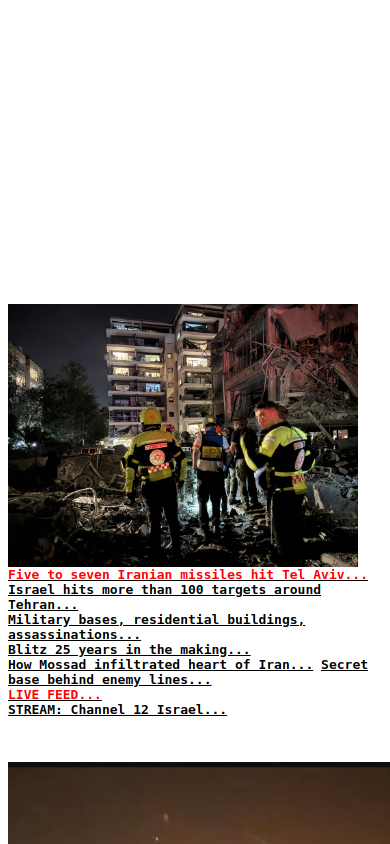 Five to seven Iranian missiles hit Tel Aviv...
Israel hits more than 100 targets around
Tehran...
Military bases, residential buildings,
assassinations...
Blitz 25 years in the making...
How Mossad infiltrated heart of Iran... Secret
base behind enemy lines...
LIVE FEED...
STREAM: Channel 12 Israel...